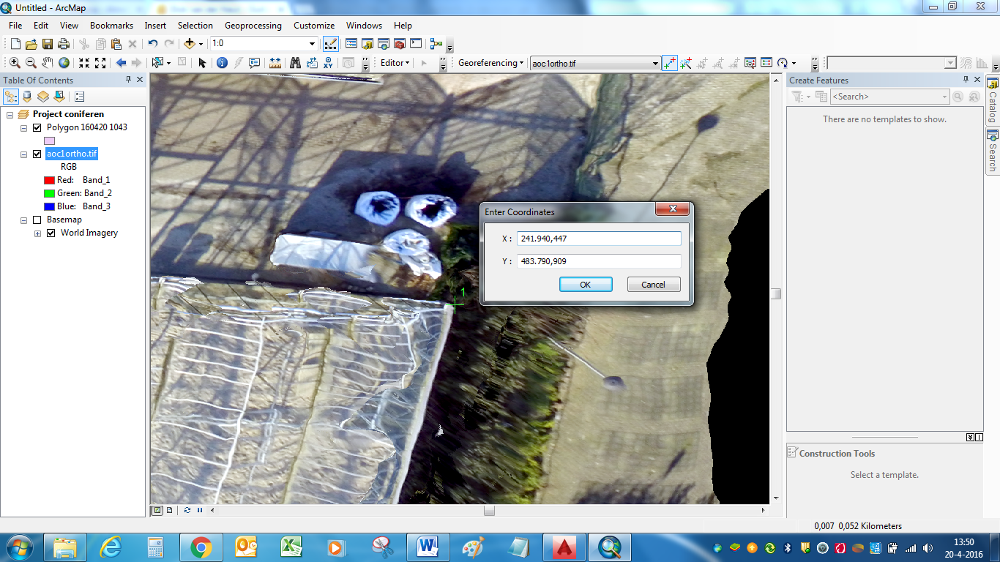 Untitled - ArcMap
File Edit View Bookmarks Insert Selection Geoprocessing Customize Windows Help
1:0
Editor Georeferencing aoc1ortho.tif
Table Of Contents
Project coniferen
Polygon 160420 1043
aoc1ortho.tif
RGB
Red: Band_1
Green: Band_2
Blue: Band_3
Basemap
World Imagery
1
Enter Coordinates
X : 241.940,447
Y : 483.790,909
OK Cancel
Create Features
<Search>
There are no templates to show.
Construction Tools
Select a template.
Catalog
Search
0,007 0,052 Kilometers
13:50
20-4-2016